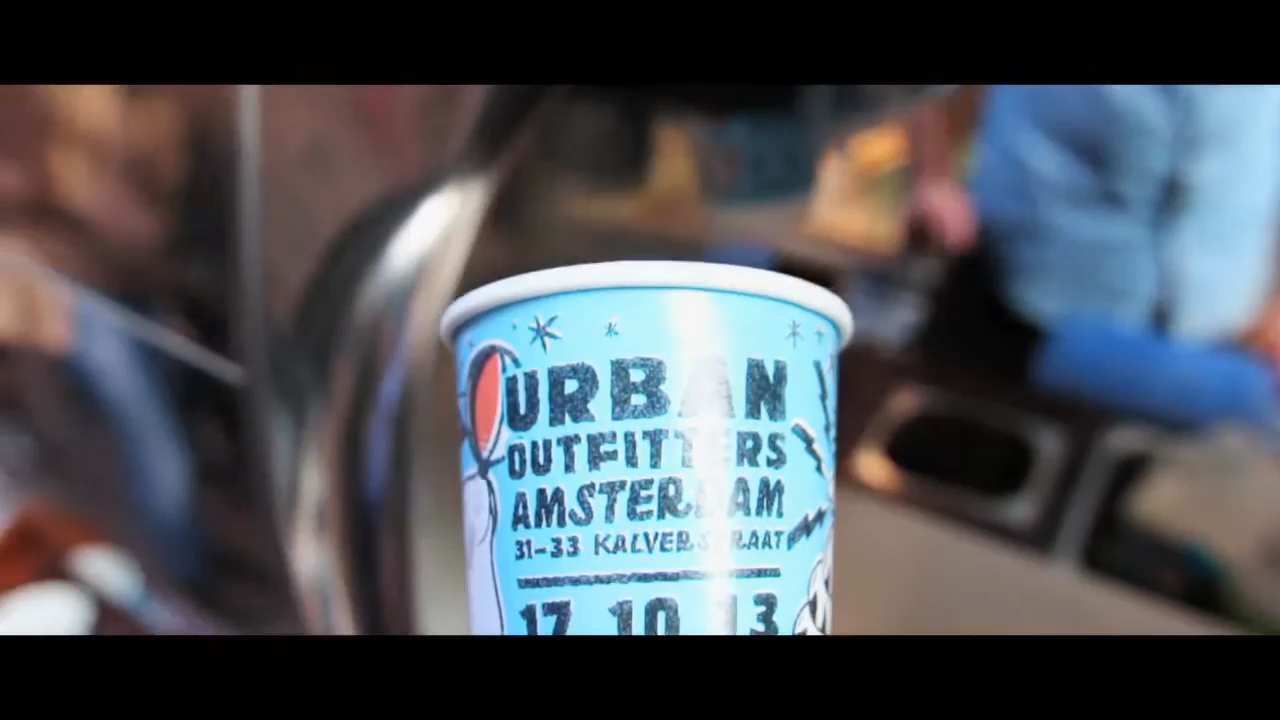 URBAN
OUTFITTERS
AMSTERDAM
31-33 KALVERSTRAAT
17 10 13